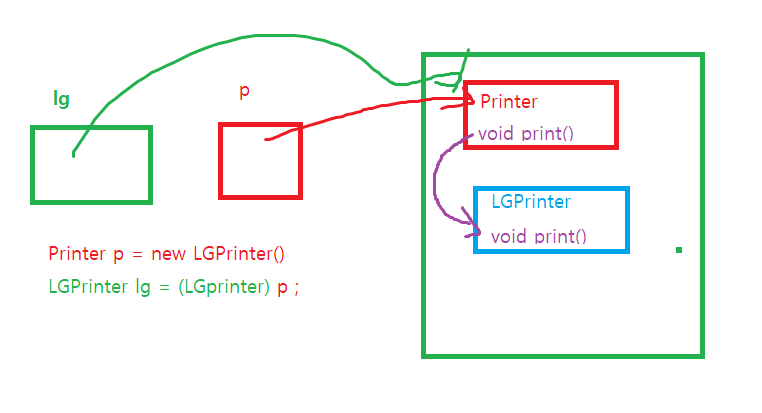 lg
p
Printer
void print()
LGPrinter
void print()
Printer p = new LGPrinter()
LGPrinter lg = (LGprinter) p ;